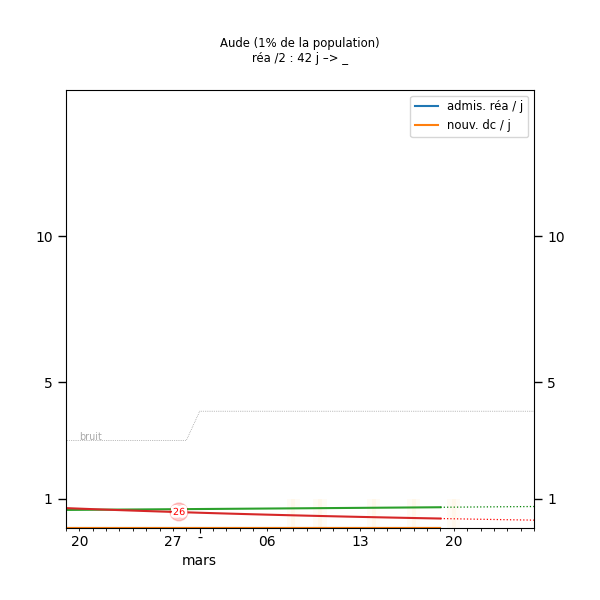 Aude (1% de la population)
réa /2 : 42 j –> _
admis. réa / j
nouv. dc / j
10 10
5 5
bruit
1 1
26
20 27 - 06 13 20
mars